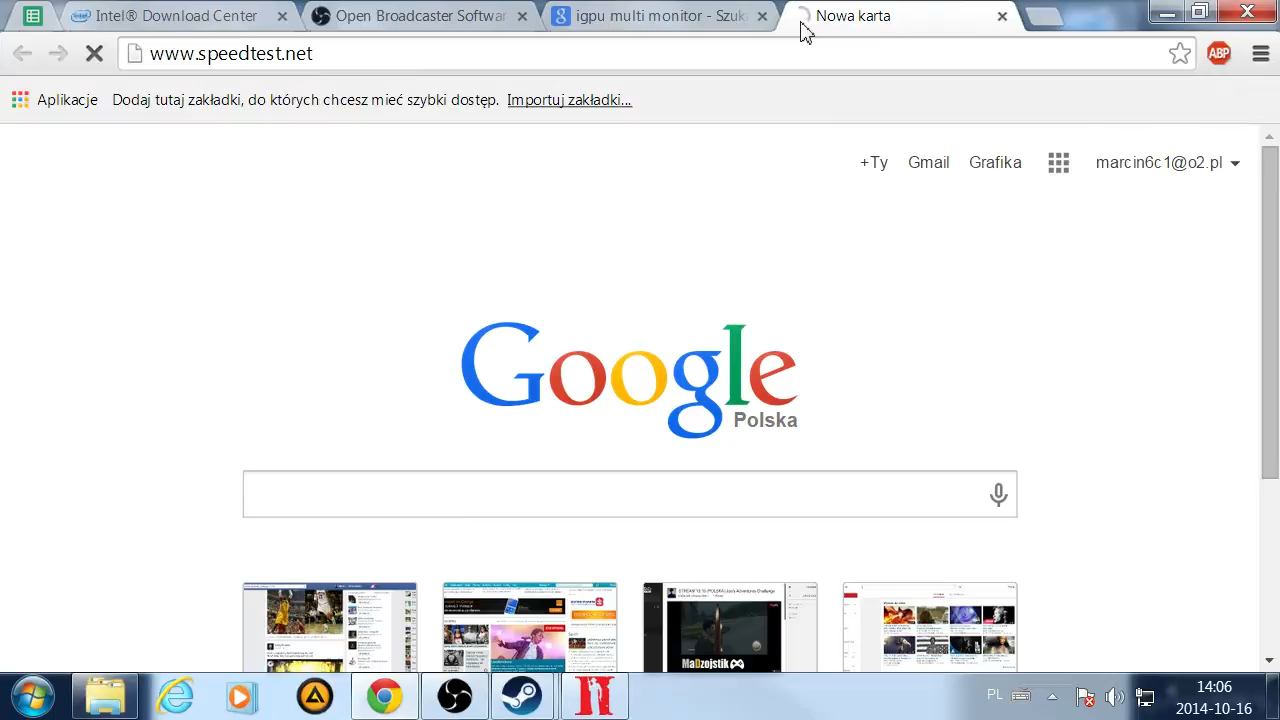 Intel® Download Center
Open Broadcaster Softwar
igpu multi monitor - Szuk
Nowa karta
www.speedtest.net
ABP
Aplikacje
Dodaj tutaj zakładki, do których chcesz mieć szybki dostęp.
Importuj zakładki...
+Ty
Gmail
Grafika
marcin6c1@o2.pl
Google
Polska
PL
14:06
2014-10-16